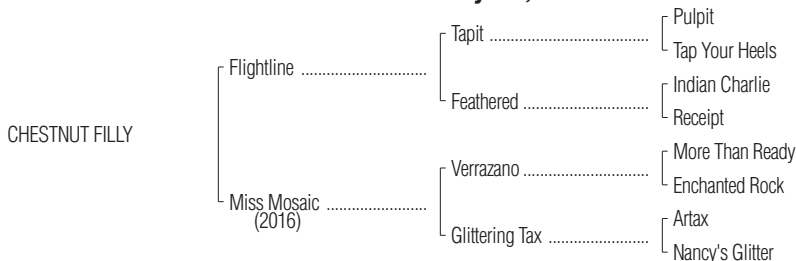 Pulpit
Tapit ................................................
Tap Your Heels
Flightline ................................
Indian Charlie
Feathered .....................................
Receipt
CHESTNUT FILLY
More Than Ready
Verrazano .....................................
Enchanted Rock
Miss Mosaic .........................
(2016)
Artax
Glittering Tax ..............................
Nancy's Glitter